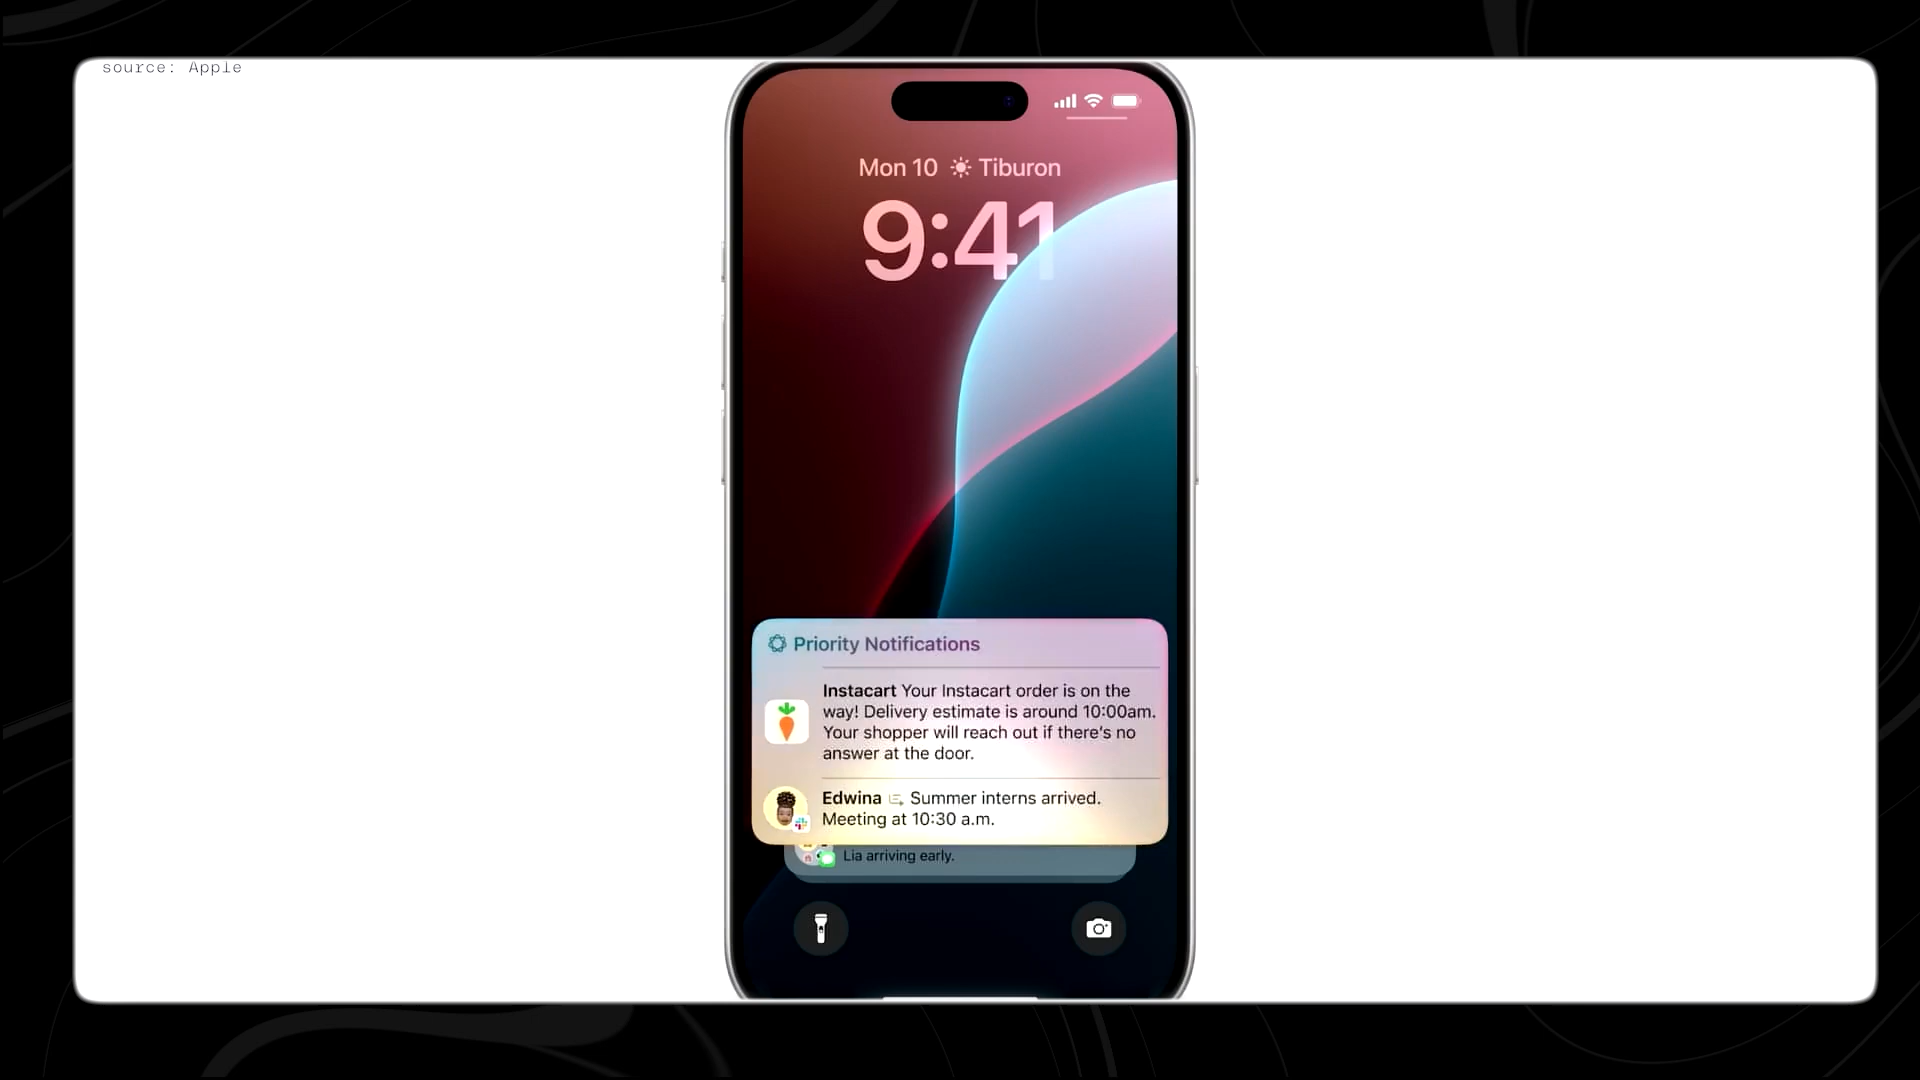 source: Apple
Mon 10 Tiburon
9:41
Priority Notifications
Instacart Your Instacart order is on the
way! Delivery estimate is around 10:00am.
Your shopper will reach out if there's no
answer at the door.
Edwina Summer interns arrived.
Meeting at 10:30 a.m.
Lia arriving early.